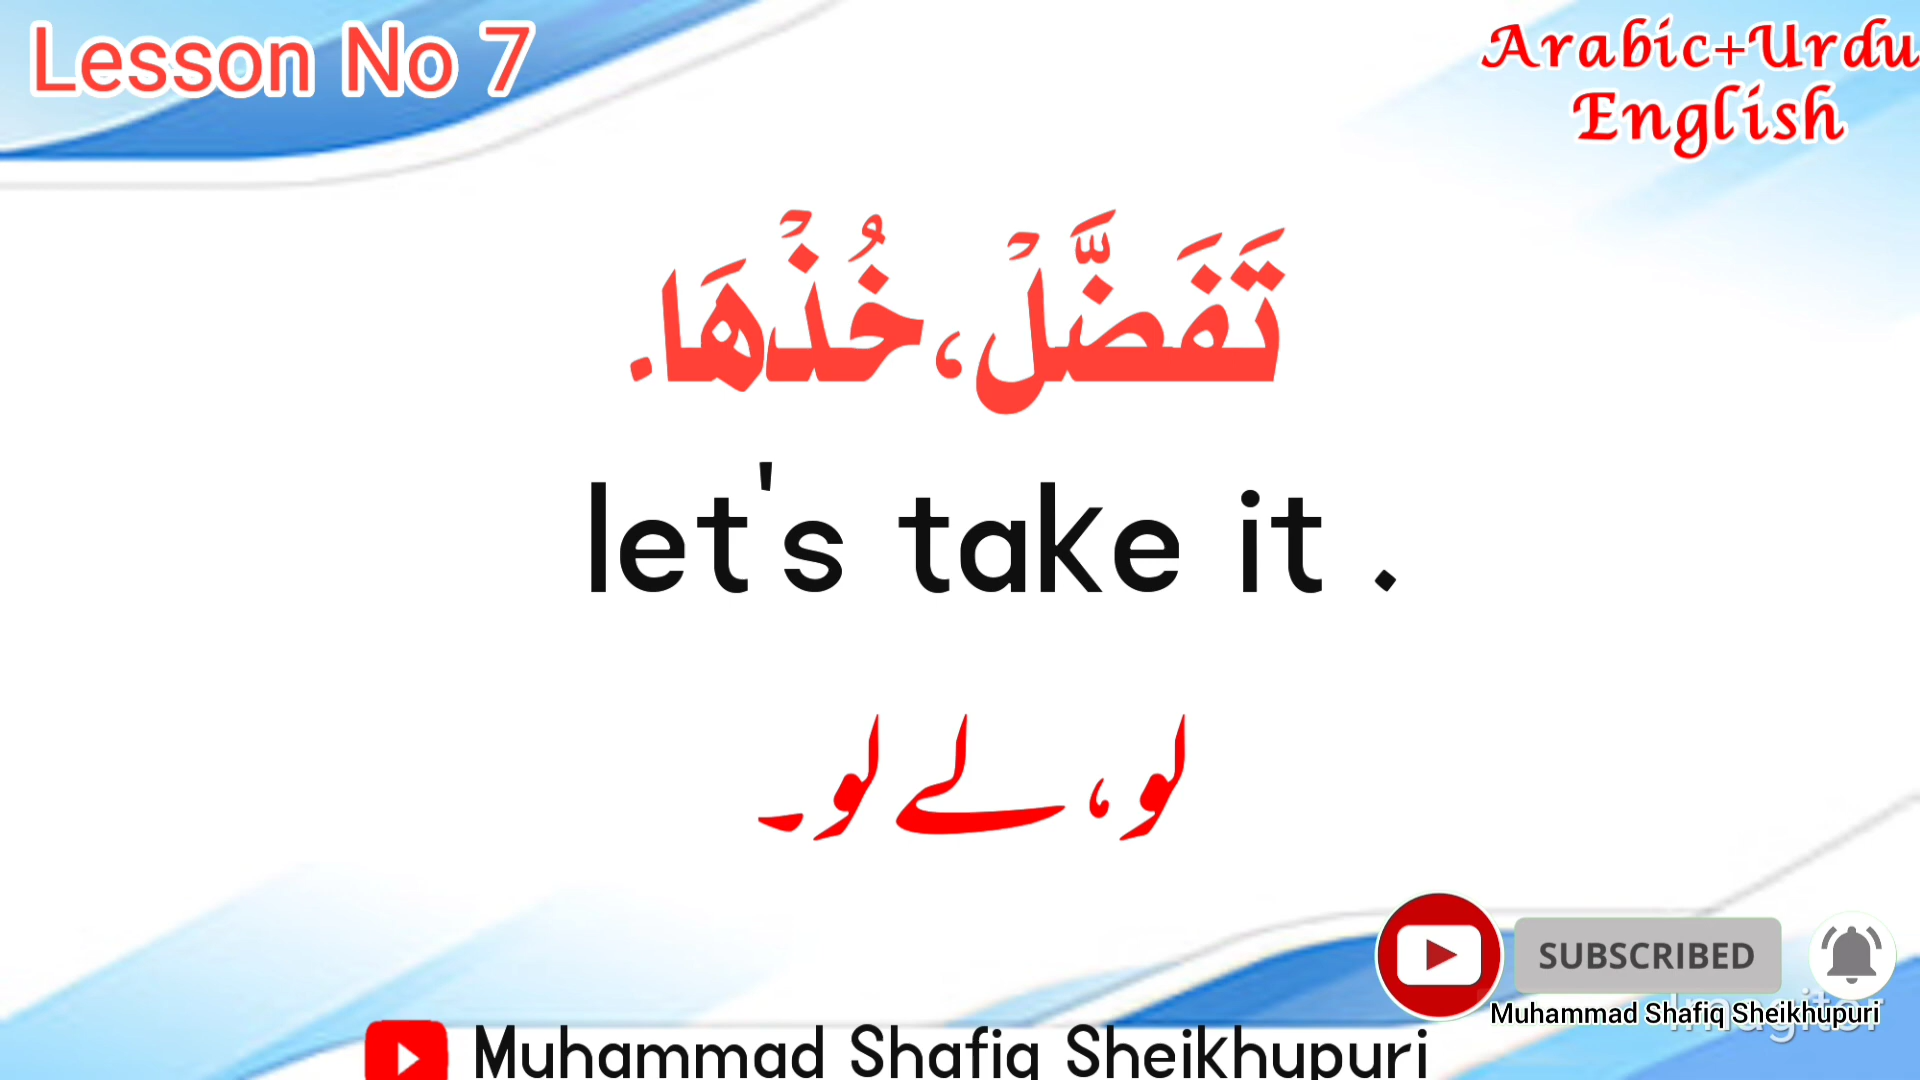 Lesson No 7
Arabic+Urdu
English
تَفَضَّلْ، خُذْهَا.
let's take it .
لو، لے لو۔
SUBSCRIBED
Muhammad Shafiq Sheikhupuri
Imagitor
Muhammad Shafiq Sheikhupuri